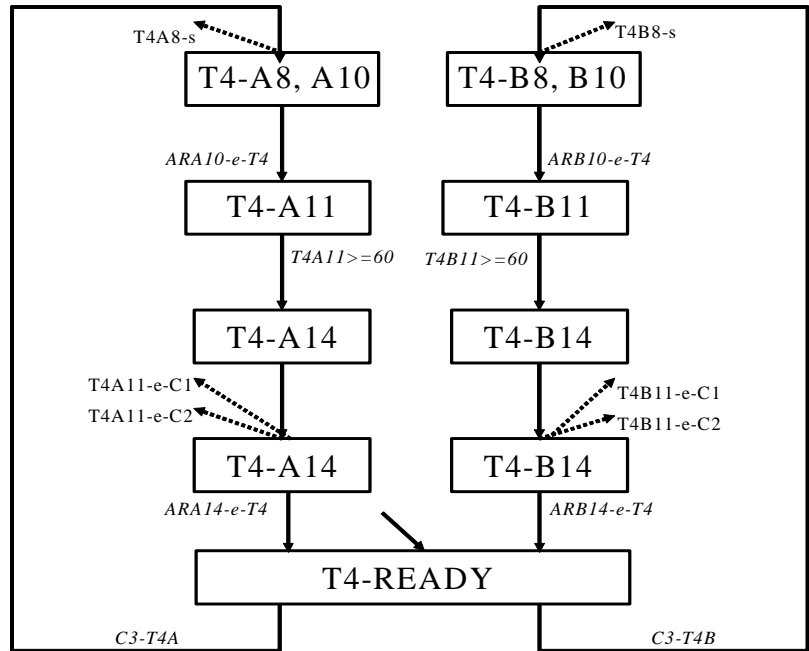 T4A8-s
T4B8-s
T4-A8, A10
T4-B8, B10
ARA10-e-T4
ARB10-e-T4
T4-A11
T4-B11
T4A11>=60
T4B11>=60
T4-A14
T4-B14
T4A11-e-C1
T4B11-e-C1
T4A11-e-C2
T4B11-e-C2
T4-A14
T4-B14
ARA14-e-T4
ARB14-e-T4
T4-READY
C3-T4A
C3-T4B